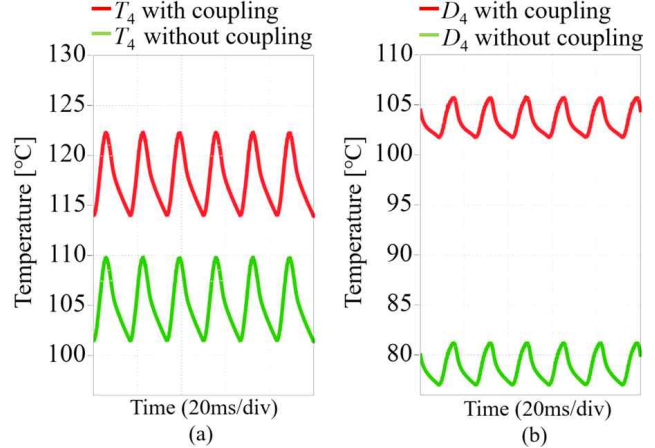 T4 with coupling
T4 without coupling
130
125
120
115
110
105
100
Temperature [°C]
Time (20ms/div)
(a)
D4 with coupling
D4 without coupling
110
105
100
95
90
85
80
Temperature [°C]
Time (20ms/div)
(b)